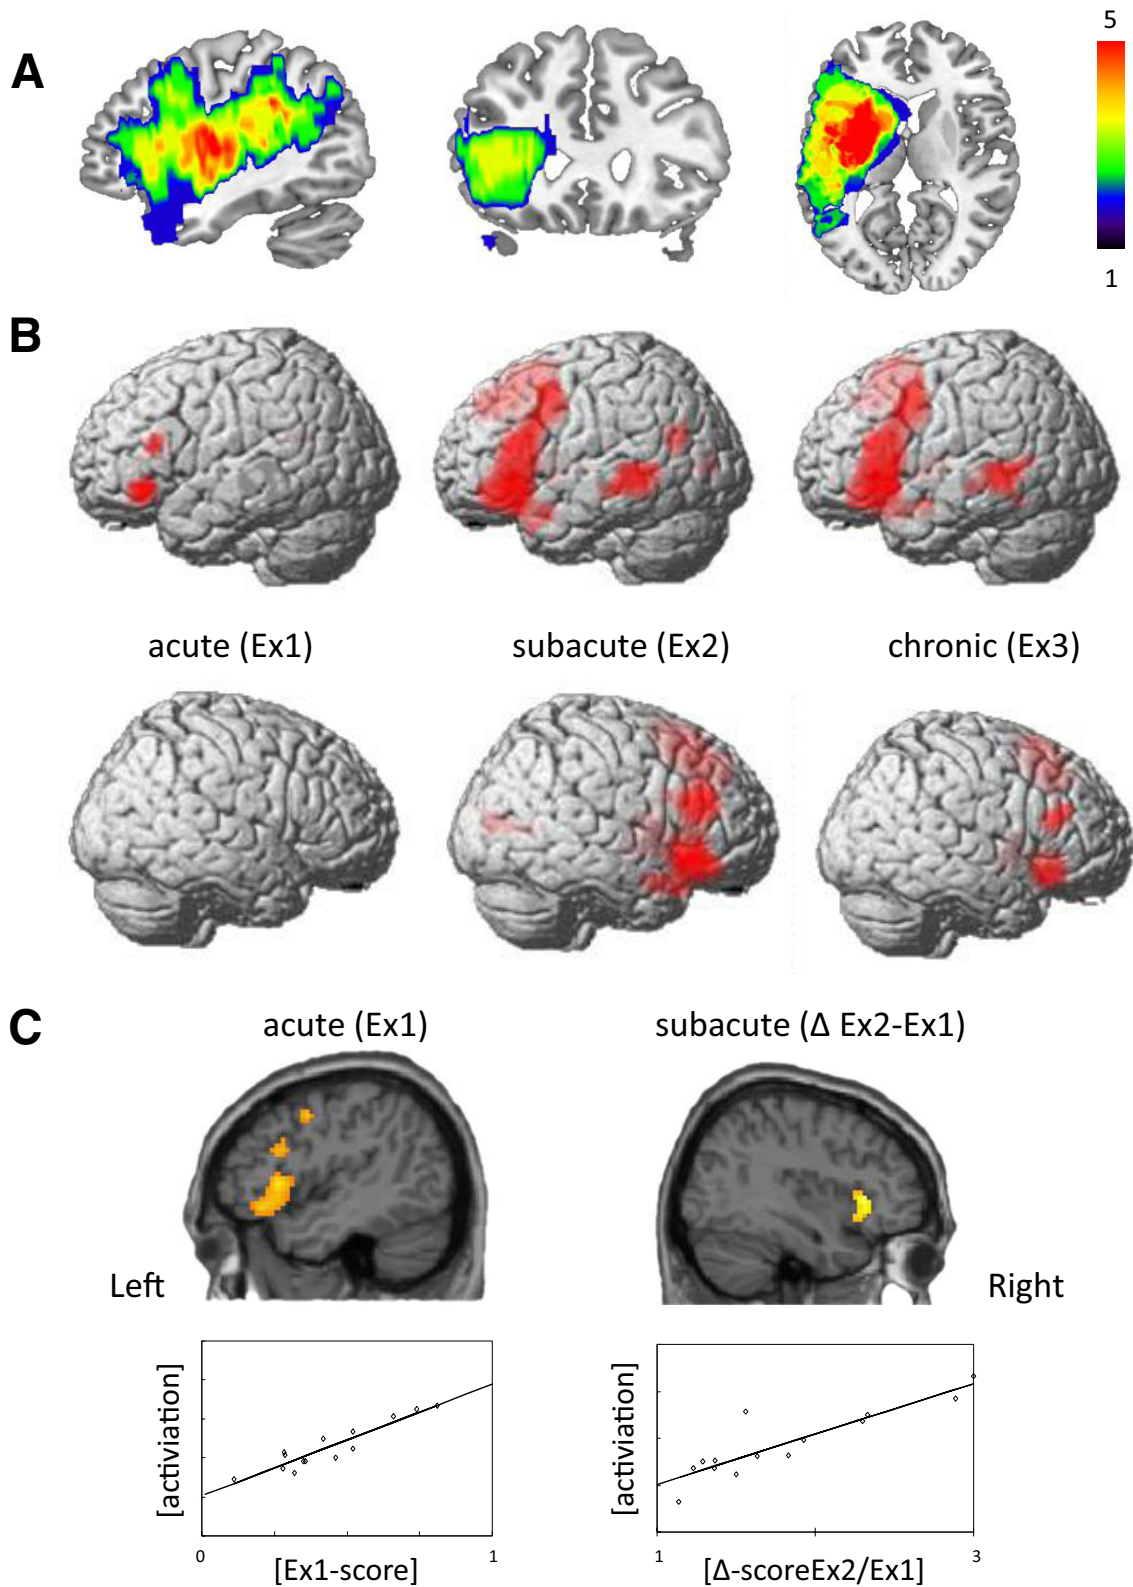 A
5
1
B
acute (Ex1)
subacute (Ex2)
chronic (Ex3)
C
acute (Ex1)
subacute (Δ Ex2-Ex1)
Left
Right
[activiation]
0
1
[Ex1-score]
[activiation]
1
3
[Δ-scoreEx2/Ex1]